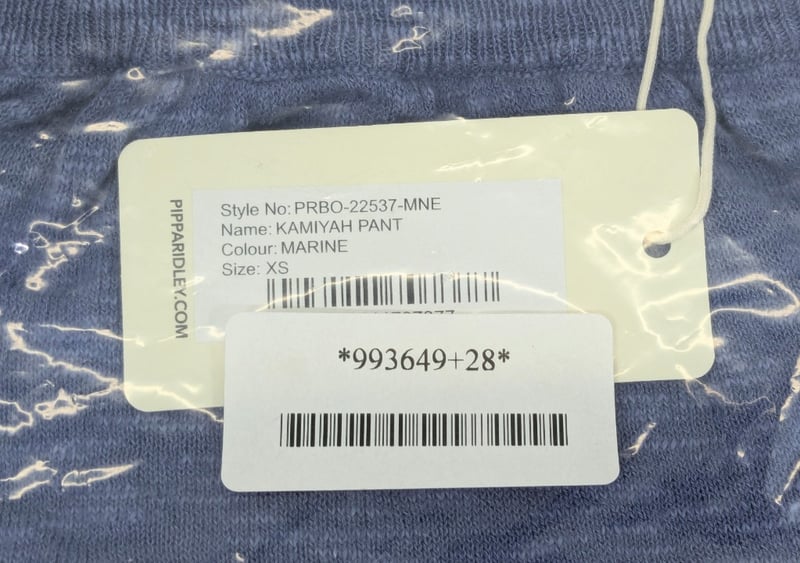 PIPPARIDLEY.COM
Style No: PRBO-22537-MNE
Name: KAMIYAH PANT
Colour: MARINE
Size: XS
*993649+28*